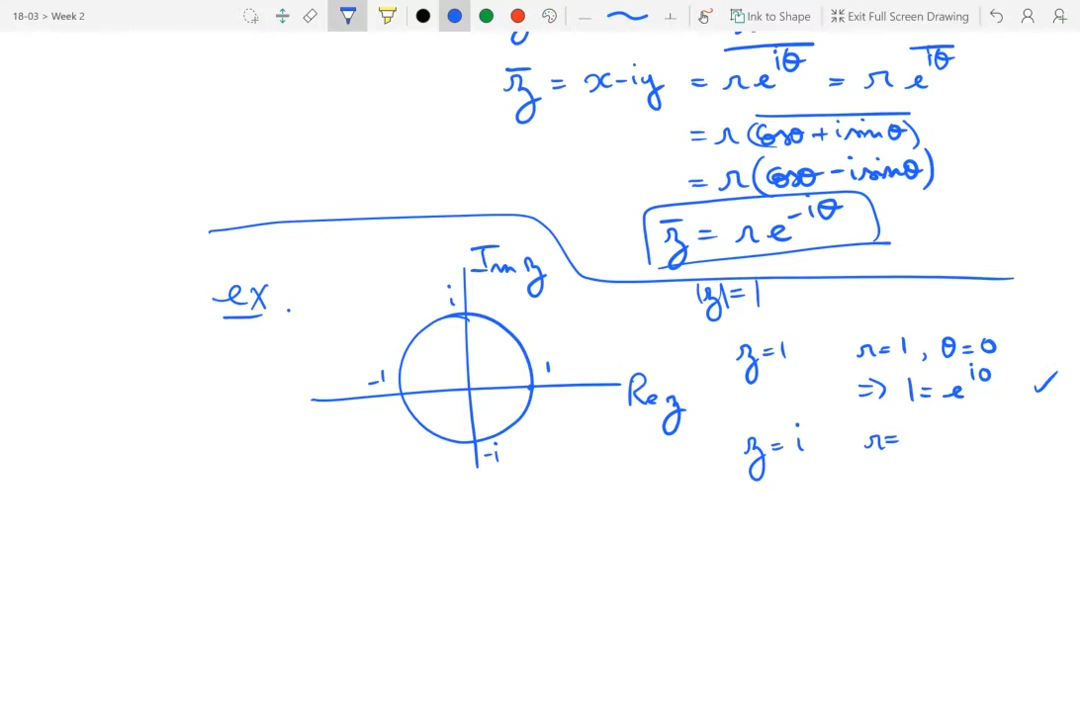 18-03 > Week 2
Ink to Shape
Exit Full Screen Drawing
z̄ = x-iy = re^{iθ} = r e^{iθ}
= r (cosθ + i sinθ)
= r (cosθ - i sinθ)
z̄ = re^{-iθ}
ex.
Im z
|z| = 1
i
z=1 r=1, θ=0
-1 1
Re z
=> 1 = e^{i0} ✓
z = i r=
-i